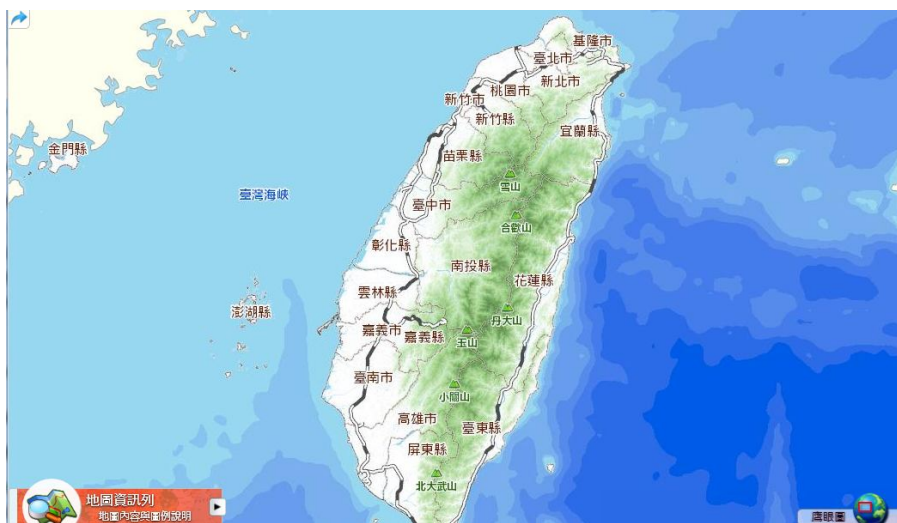 基隆市
臺北市
新北市
桃園市
新竹市
新竹縣
宜蘭縣
金門縣
苗栗縣
雪山
臺灣海峽
臺中市
合歡山
彰化縣
南投縣
花蓮縣
雲林縣
澎湖縣
丹大山
嘉義市
嘉義縣
玉山
臺南市
小關山
高雄市
臺東縣
屏東縣
北大武山
地圖資訊列
地圖內容與圖例說明
鷹眼圖